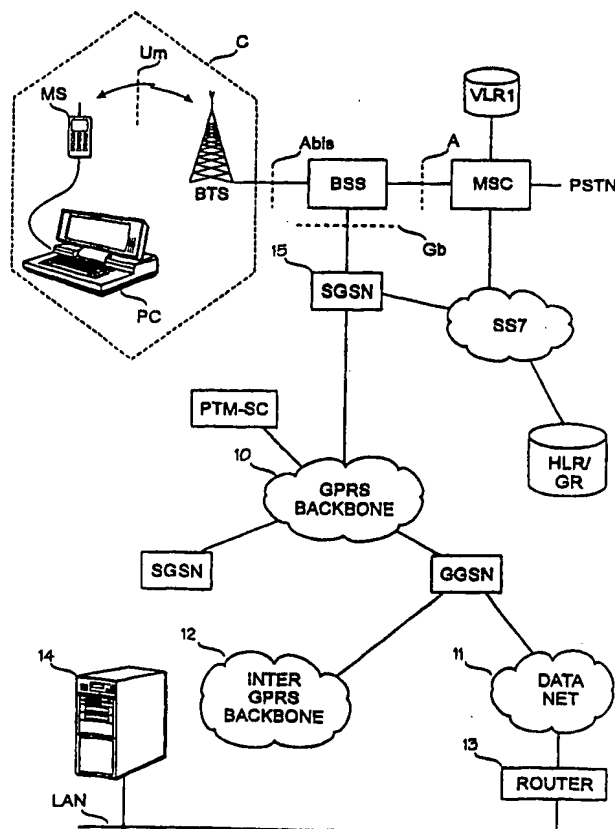 Um
C
MS
VLR1
Abis
A
BTS
BSS
MSC
PSTN
Gb
15
PC
SGSN
SS7
PTM-SC
10
HLR/
GR
GPRS
BACKBONE
SGSN
GGSN
14
12
11
INTER
GPRS
BACKBONE
DATA
NET
13
ROUTER
LAN